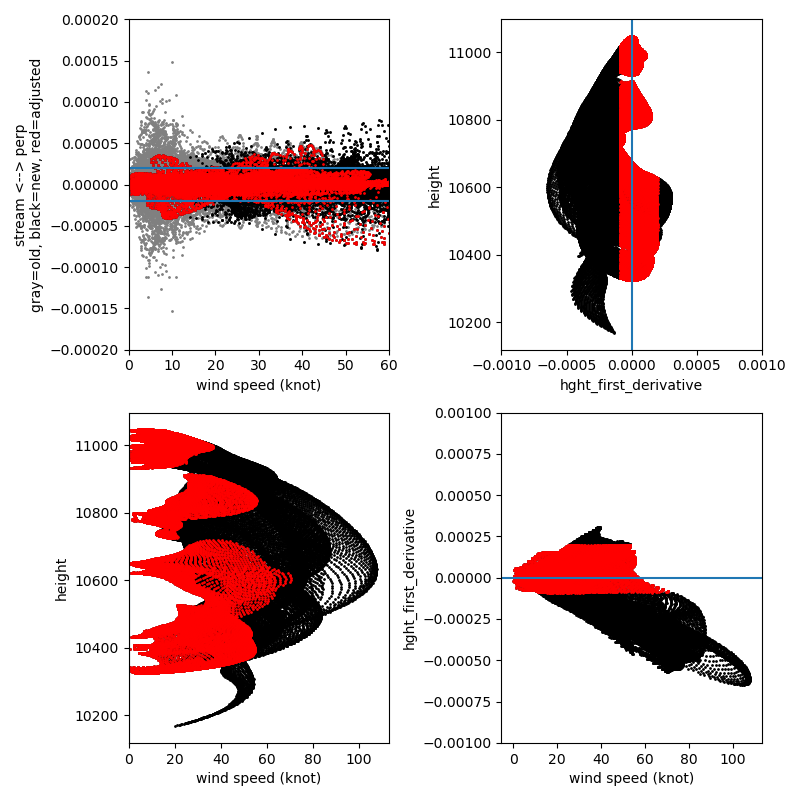 0.00020
0.00015
0.00010
0.00005
0.00000
−0.00005
−0.00010
−0.00015
−0.00020
stream <--> perp
gray=old, black=new, red=adjusted
0 10 20 30 40 50 60
wind speed (knot)
11000
10800
10600
10400
10200
height
−0.0010 −0.0005 0.0000 0.0005 0.0010
hght_first_derivative
11000
10800
10600
10400
10200
height
0 20 40 60 80 100
wind speed (knot)
0.00100
0.00075
0.00050
0.00025
0.00000
−0.00025
−0.00050
−0.00075
−0.00100
hght_first_derivative
0 20 40 60 80 100
wind speed (knot)